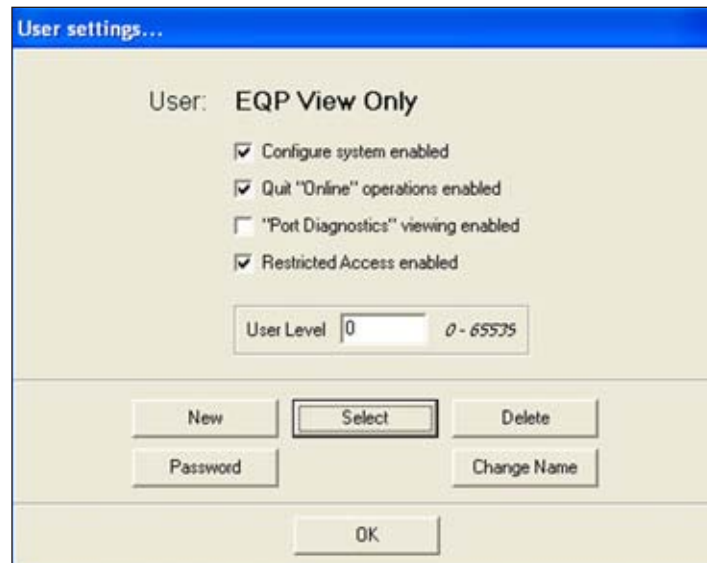 User settings...
User: EQP View Only
Configure system enabled
Quit "Online" operations enabled
"Port Diagnostics" viewing enabled
Restricted Access enabled
User Level 0 0 - 65535
New Select Delete
Password Change Name
OK